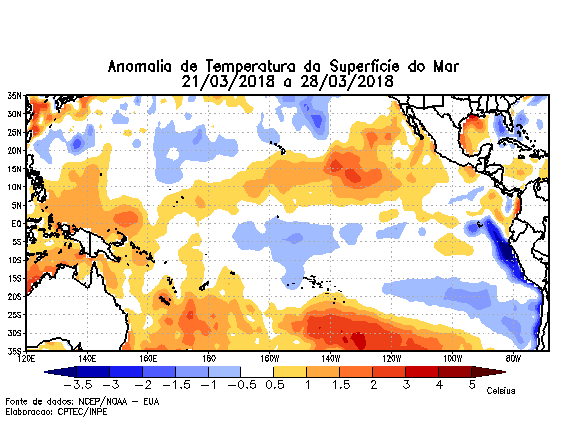 Anomalia de Temperatura da Superfície do Mar
21/03/2018 a 28/03/2018
35N
30N
25N
20N
15N
10N
5N
EQ
5S
10S
15S
20S
25S
30S
35S
120E 140E 160E 180 160W 140W 120W 100W 80W
−3.5 −3 −2 −1.5 −1 −0.5 0.5 1 1.5 2 3 4 5
Celsius
Fonte de dados: NCEP/NOAA − EUA
Elaboracao: CPTEC/INPE